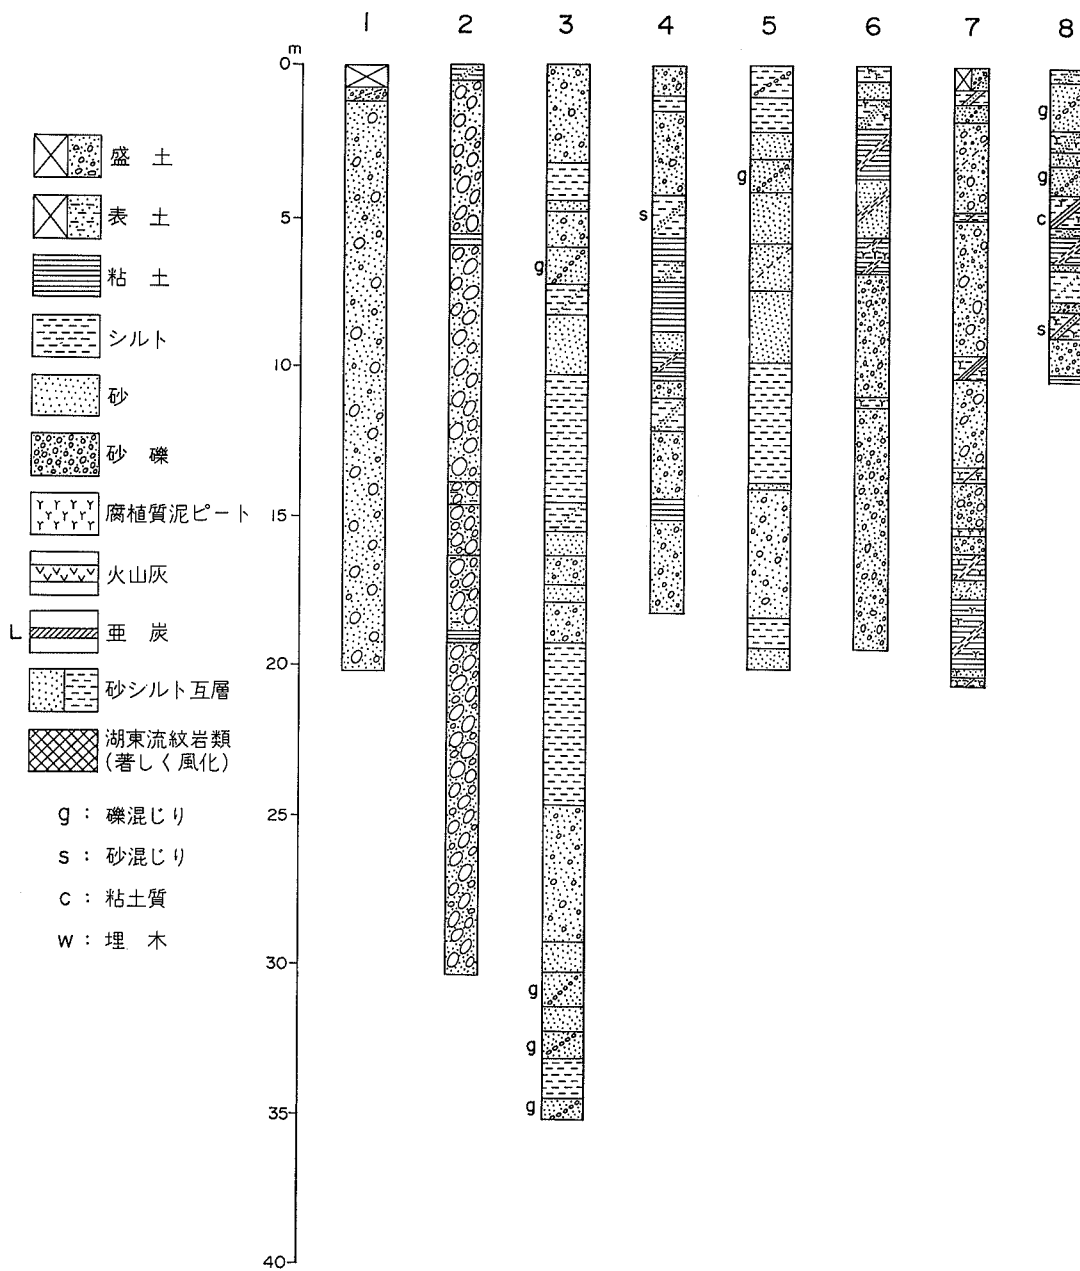 1 2 3 4 5 6 7 8
m
0
5
10
15
20
25
30
35
40
盛 土
表 土
粘 土
シルト
砂
砂 礫
腐植質泥ピート
火山灰
L 亜 炭
砂シルト互層
湖東流紋岩類
(著しく風化)
g : 礫混じり
s : 砂混じり
c : 粘土質
w : 埋 木
g
g
g
g
s
g
g
g
c
s